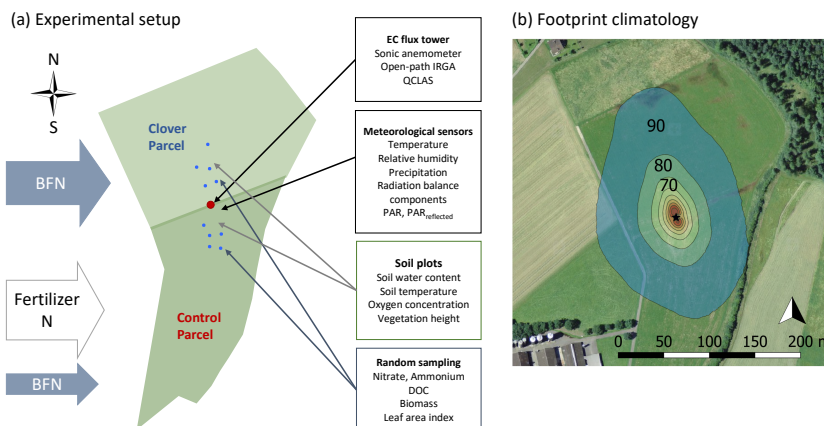 (a) Experimental setup
N
S
Clover
Parcel
BFN
Fertilizer
N
Control
Parcel
BFN
EC flux tower
Sonic anemometer
Open-path IRGA
QCLAS
Meteorological sensors
Temperature
Relative humidity
Precipitation
Radiation balance
components
PAR, PARreflected
Soil plots
Soil water content
Soil temperature
Oxygen concentration
Vegetation height
Random sampling
Nitrate, Ammonium
DOC
Biomass
Leaf area index
(b) Footprint climatology
90
80
70
0 50 100 150 200 m